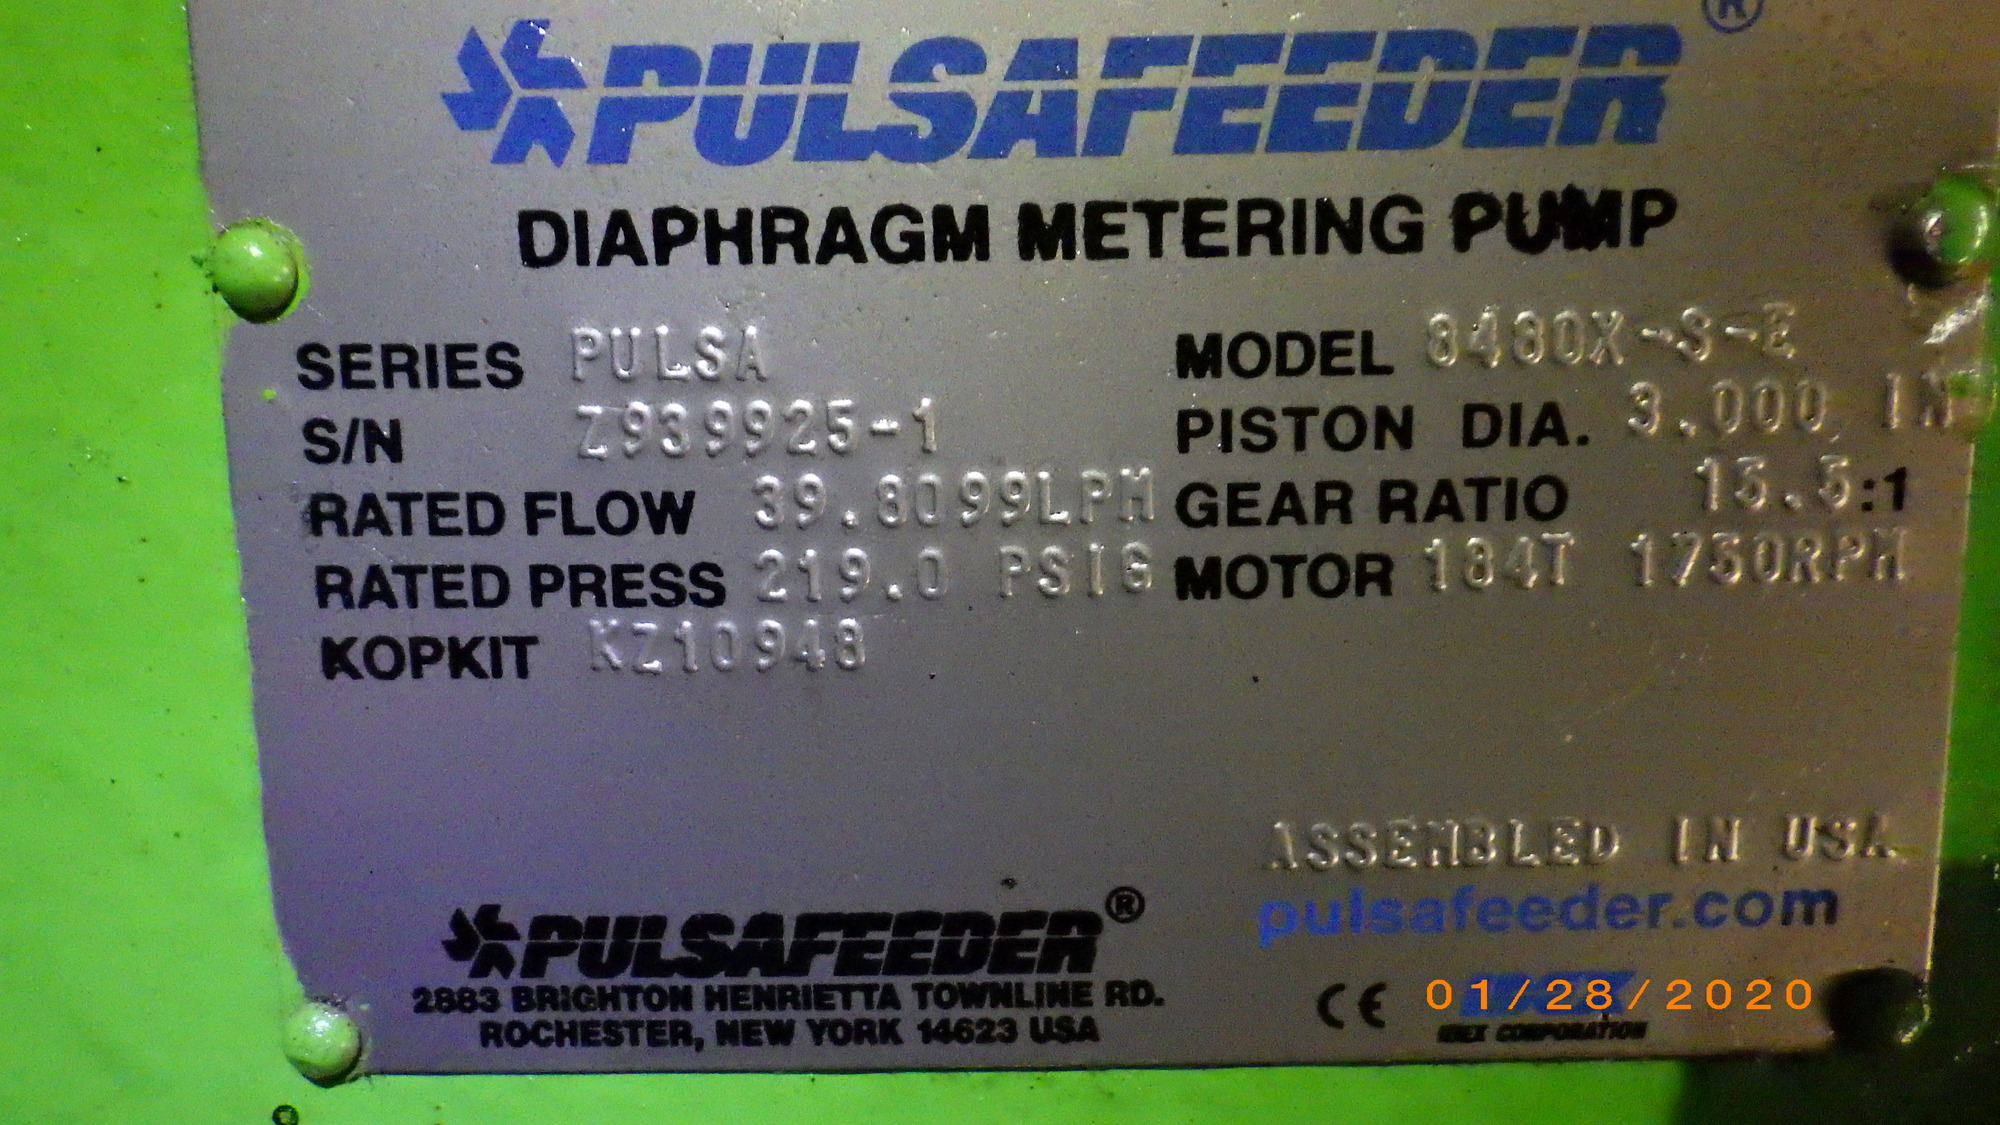 PULSAFEEDER®
DIAPHRAGM METERING PUMP
SERIES PULSA
S/N Z939925-1
RATED FLOW 39.8099LPM
RATED PRESS 219.0 PSIG
KOPKIT KZ10948
MODEL 8480X-S-E
PISTON DIA. 3.000 IN
GEAR RATIO 15.5:1
MOTOR 184T 1750RPM
ASSEMBLED IN USA
pulsafeeder.com
PULSAFEEDER®
2883 BRIGHTON HENRIETTA TOWNLINE RD.
ROCHESTER, NEW YORK 14623 USA
CE
IDEX
IDEX CORPORATION
01/28/2020